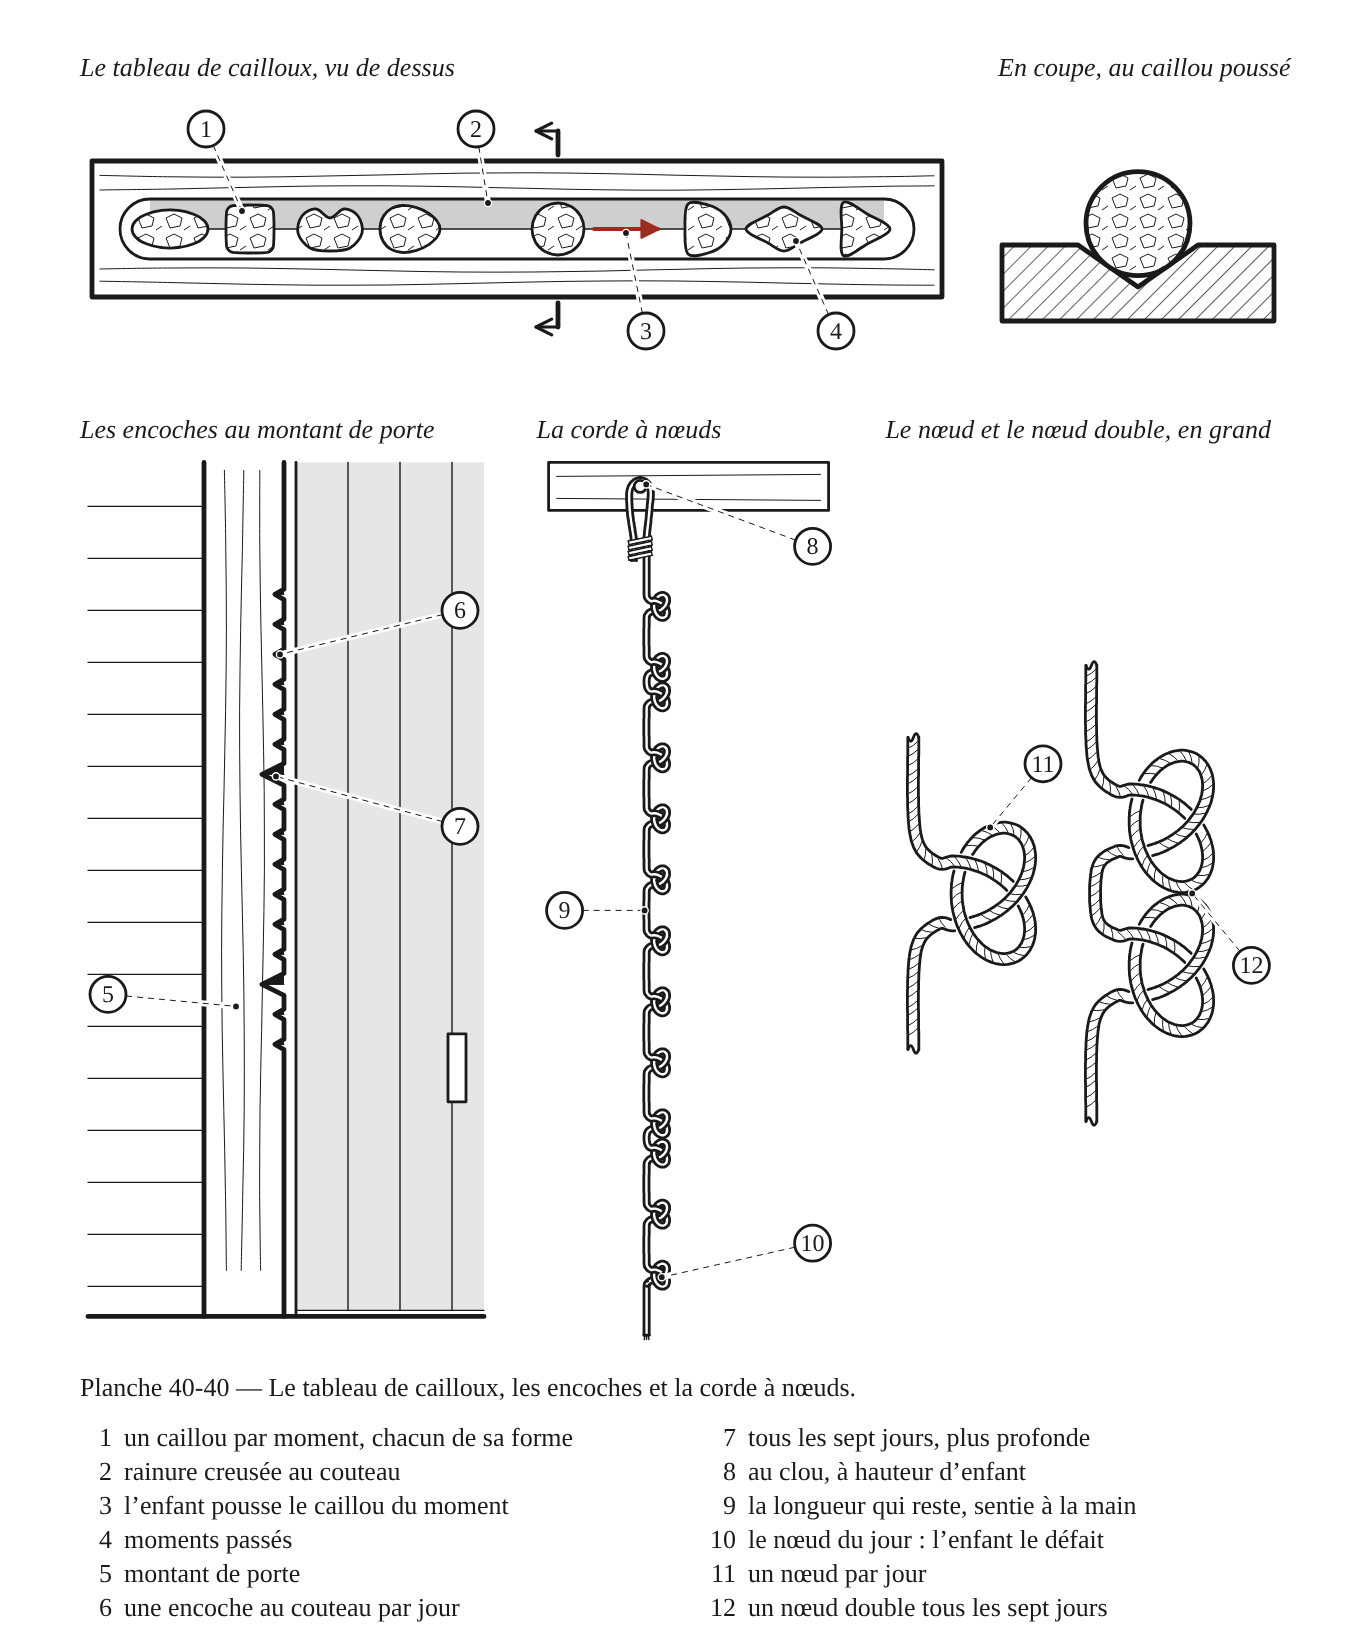 Le tableau de cailloux, vu de dessus
En coupe, au caillou poussé
1
2
3
4
Les encoches au montant de porte
La corde à nœuds
Le nœud et le nœud double, en grand
8
6
11
7
9
12
5
10
Planche 40-40 — Le tableau de cailloux, les encoches et la corde à nœuds.
1 un caillou par moment, chacun de sa forme
2 rainure creusée au couteau
3 l’enfant pousse le caillou du moment
4 moments passés
5 montant de porte
6 une encoche au couteau par jour
7 tous les sept jours, plus profonde
8 au clou, à hauteur d’enfant
9 la longueur qui reste, sentie à la main
10 le nœud du jour : l’enfant le défait
11 un nœud par jour
12 un nœud double tous les sept jours